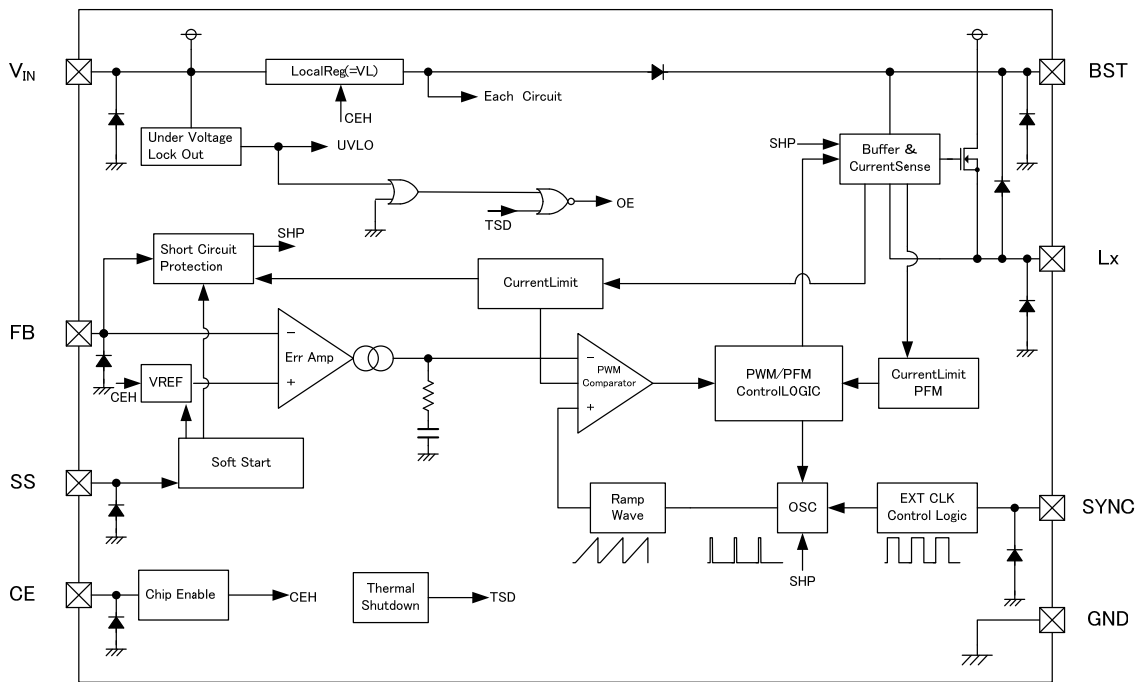 VIN
LocalReg(=VL)
BST
Each Circuit
CEH
Under Voltage
Lock Out
UVLO
SHP
Buffer &
CurrentSense
OE
TSD
SHP
Short Circuit
Protection
CurrentLimit
Lx
FB
−
Err Amp
+
−
PWM
Comparator
+
PWM/PFM
ControlLOGIC
CurrentLimit
PFM
VREF
CEH
Soft Start
SS
Ramp
Wave
OSC
EXT CLK
Control Logic
SYNC
SHP
CE
Chip Enable
CEH
Thermal
Shutdown
TSD
GND